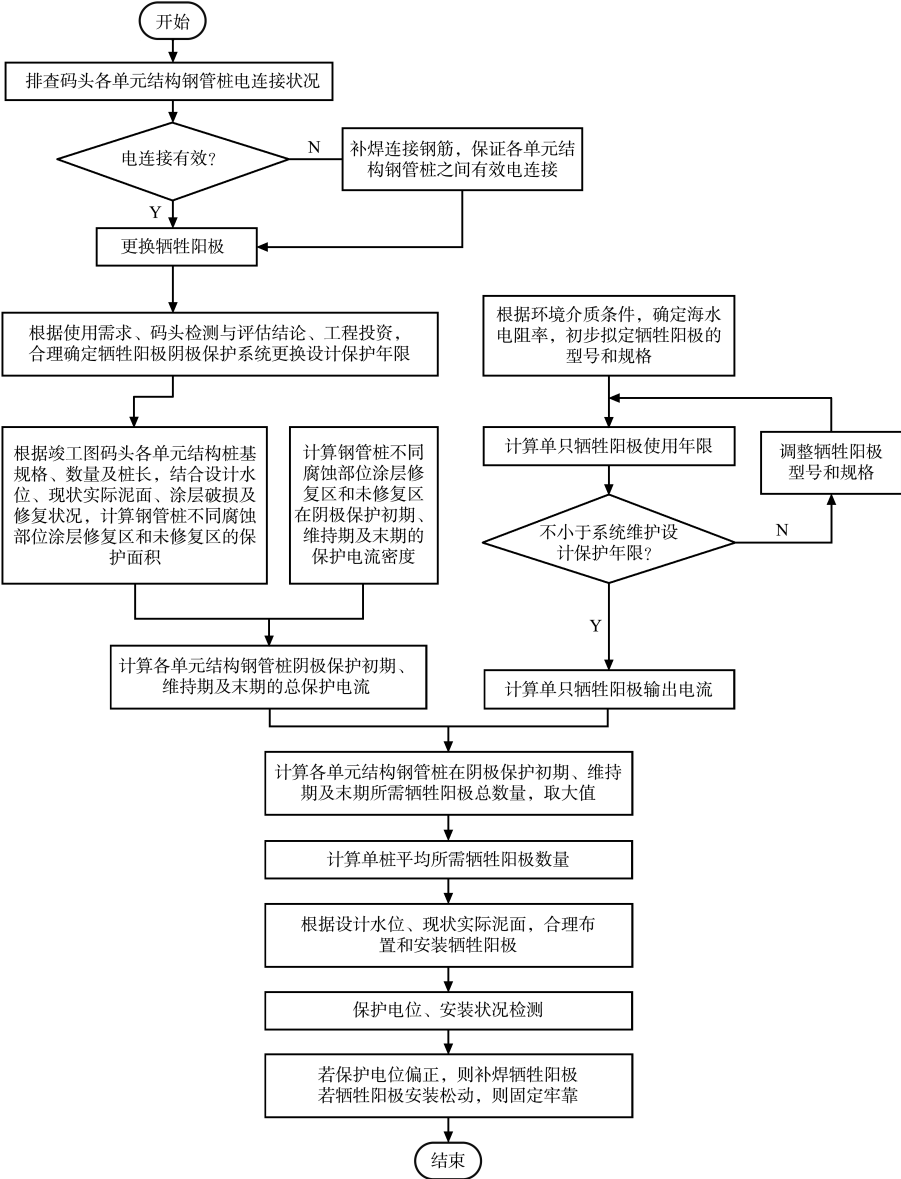 开始
排查码头各单元结构钢管桩电连接状况
电连接有效?
N
补焊连接钢筋，保证各单元结
构钢管桩之间有效电连接
Y
更换牺牲阳极
根据使用需求、码头检测与评估结论、工程投资，
合理确定牺牲阳极阴极保护系统更换设计保护年限
根据竣工图码头各单元结构桩基
规格、数量及桩长，结合设计水
位、现状实际泥面、涂层破损及
修复状况，计算钢管桩不同腐蚀
部位涂层修复区和未修复区的保
护面积
计算钢管桩不同
腐蚀部位涂层修
复区和未修复区
在阴极保护初期、
维持期及末期的
保护电流密度
计算各单元结构钢管桩阴极保护初期、
维持期及末期的总保护电流
根据环境介质条件，确定海水
电阻率，初步拟定牺牲阳极的
型号和规格
计算单只牺牲阳极使用年限
调整牺牲阳极
型号和规格
不小于系统维护设
计保护年限?
N
Y
计算单只牺牲阳极输出电流
计算各单元结构钢管桩在阴极保护初期、维持
期及末期所需牺牲阳极总数量，取大值
计算单桩平均所需牺牲阳极数量
根据设计水位、现状实际泥面，合理布
置和安装牺牲阳极
保护电位、安装状况检测
若保护电位偏正，则补焊牺牲阳极
若牺牲阳极安装松动，则固定牢靠
结束